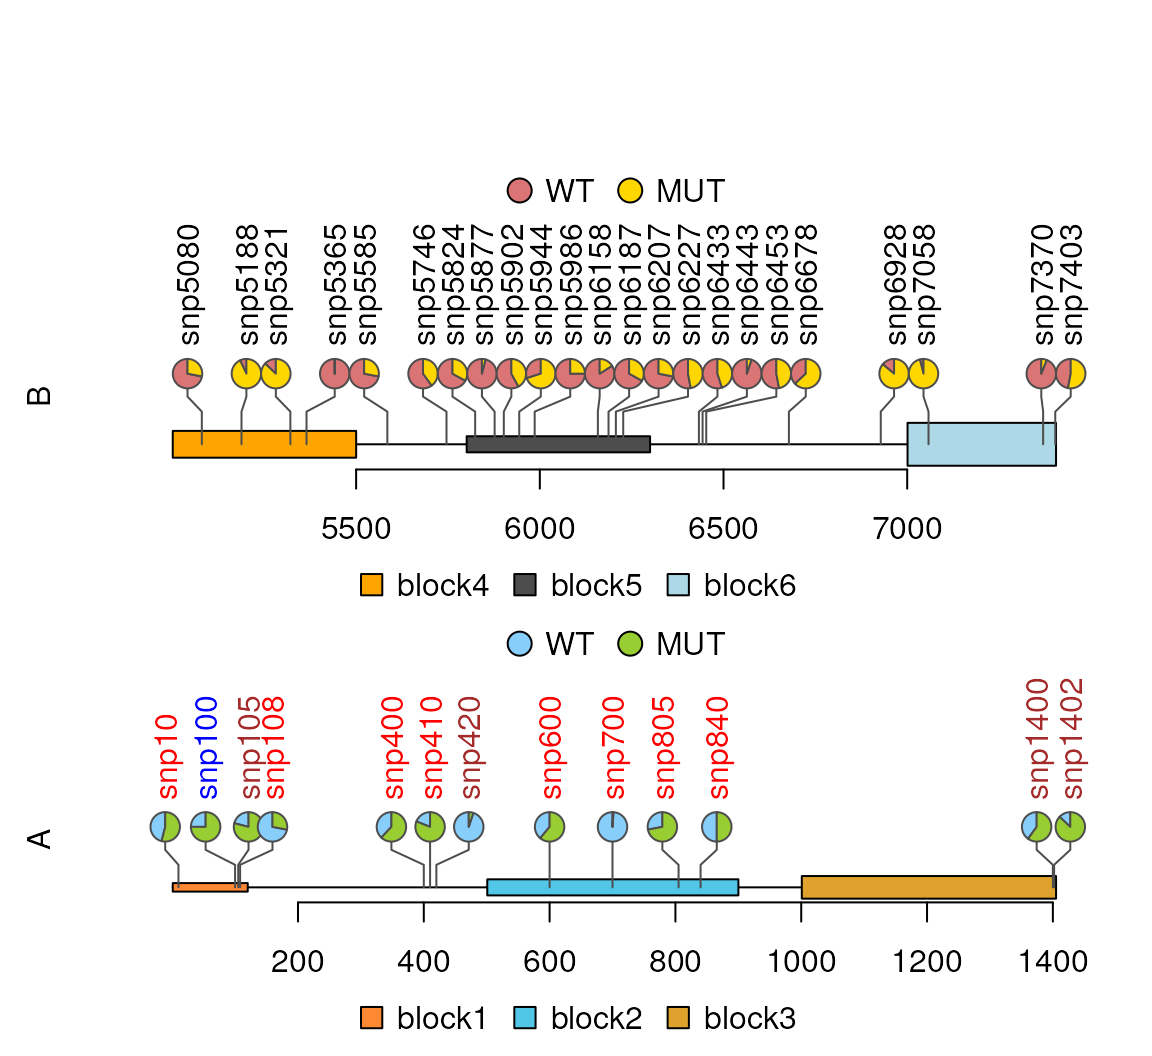 WT MUT
snp5080 snp5188 snp5321 snp5365 snp5585 snp5746 snp5824 snp5877 snp5902 snp5944 snp5986 snp6158 snp6187 snp6207 snp6227 snp6433 snp6443 snp6453 snp6678 snp6928 snp7058 snp7370 snp7403
B
5500 6000 6500 7000
block4 block5 block6
WT MUT
snp10 snp100 snp105 snp108 snp400 snp410 snp420 snp600 snp700 snp805 snp840 snp1400 snp1402
A
200 400 600 800 1000 1200 1400
block1 block2 block3